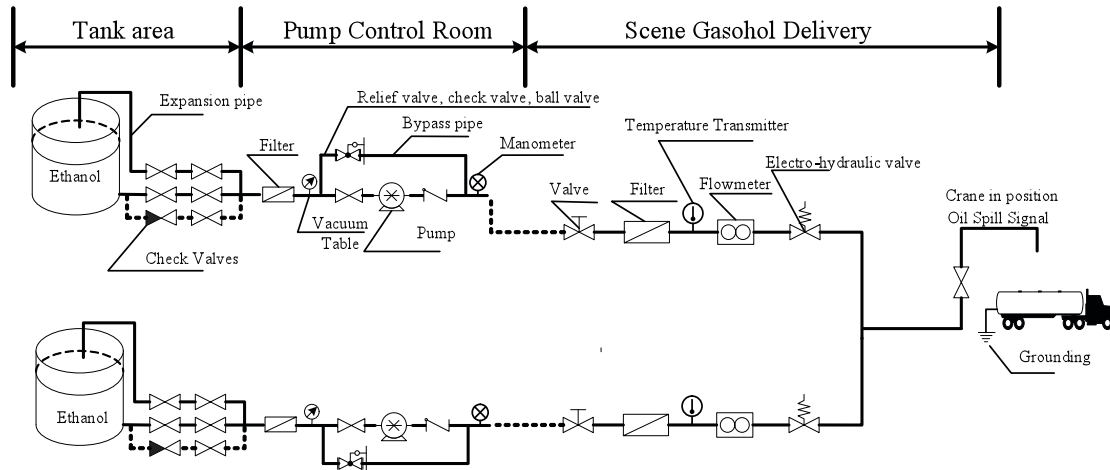 Tank area
Pump Control Room
Scene Gasohol Delivery
Expansion pipe
Relief valve, check valve, ball valve
Bypass pipe
Filter
Manometer
Temperature Transmitter
Electro-hydraulic valve
Ethanol
Valve
Filter
Flowmeter
Crane in position
Oil Spill Signal
Vacuum
Table
Pump
Check Valves
Grounding
Ethanol